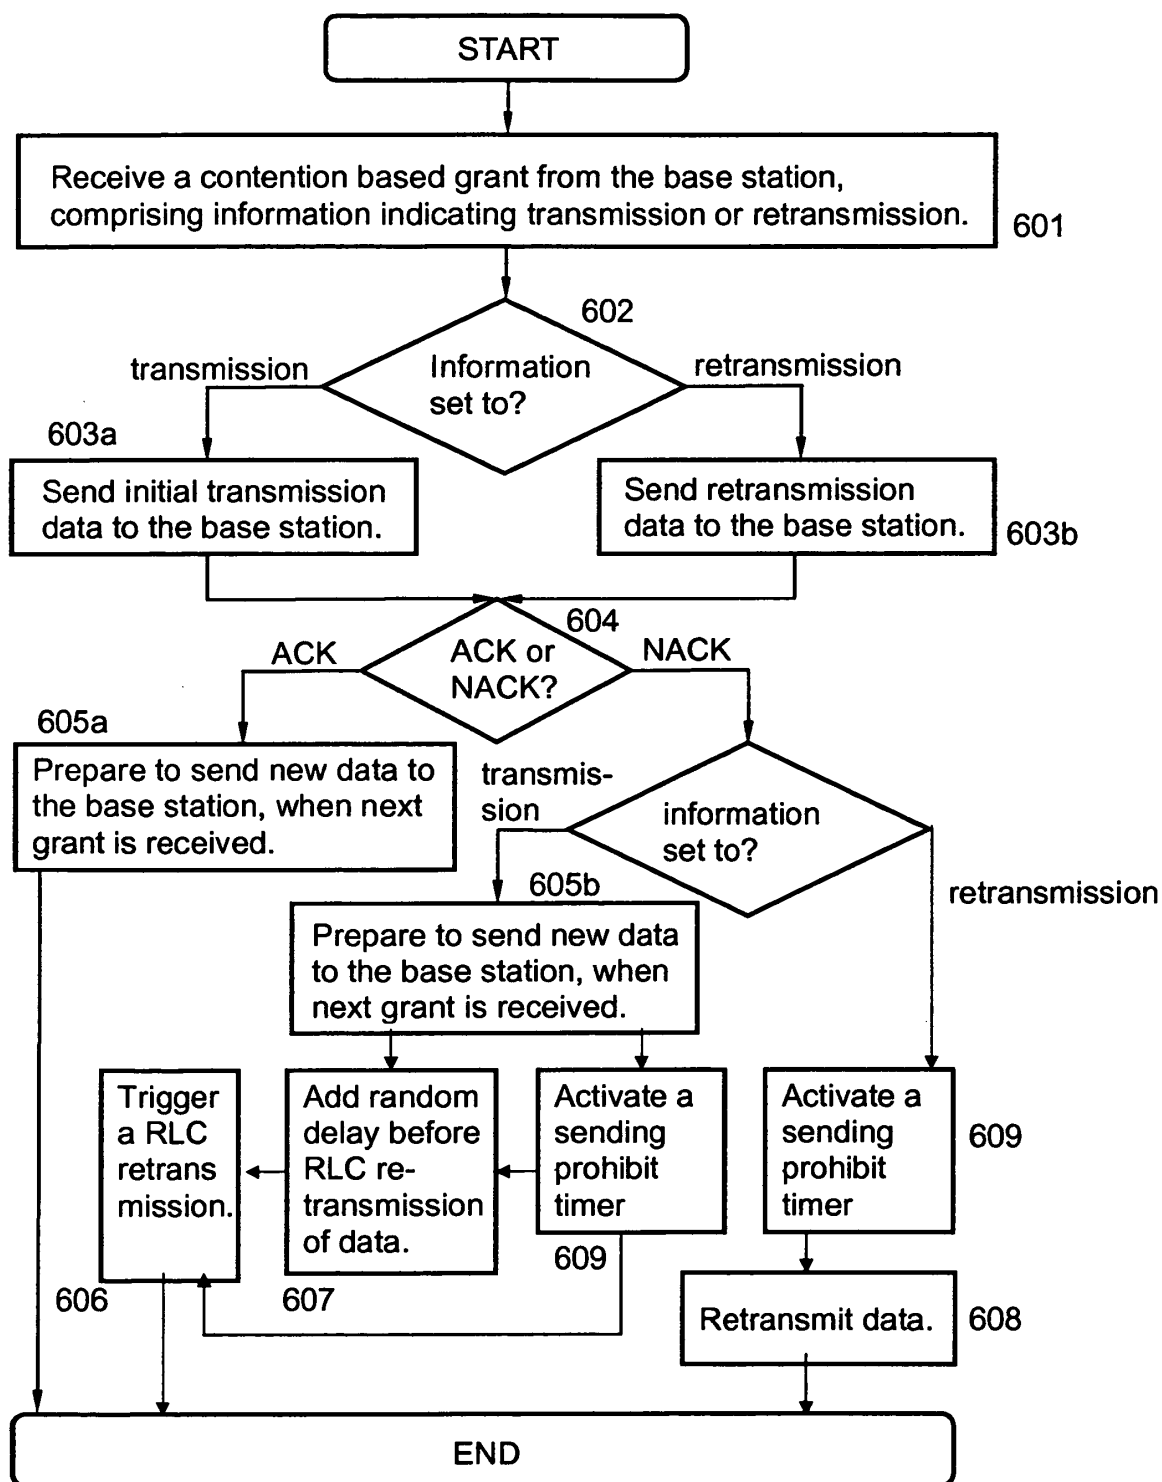 START
Receive a contention based grant from the base station,
comprising information indicating transmission or retransmission.
601
602
transmission
Information
set to?
retransmission
603a
Send initial transmission
data to the base station.
Send retransmission
data to the base station.
603b
604
ACK
ACK or
NACK?
NACK
605a
Prepare to send new data to
the base station, when next
grant is received.
transmis-
sion
information
set to?
retransmission
605b
Prepare to send new data
to the base station, when
next grant is received.
Trigger
a RLC
retrans
mission.
606
Add random
delay before
RLC re-
transmission
of data.
607
Activate a
sending
prohibit
timer
609
Activate a
sending
prohibit
timer
609
Retransmit data.
608
END